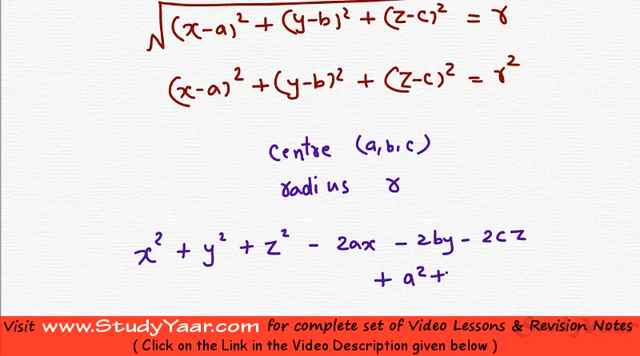 √(x-a)² + (y-b)² + (z-c)² = r
(x-a)² + (y-b)² + (z-c)² = r²
centre (a,b,c)
radius r
x² + y² + z² - 2ax - 2by - 2cz
+ a² +
Visit www.StudyYaar.com for complete set of Video Lessons & Revision Notes
( Click on the Link in the Video Description given below )